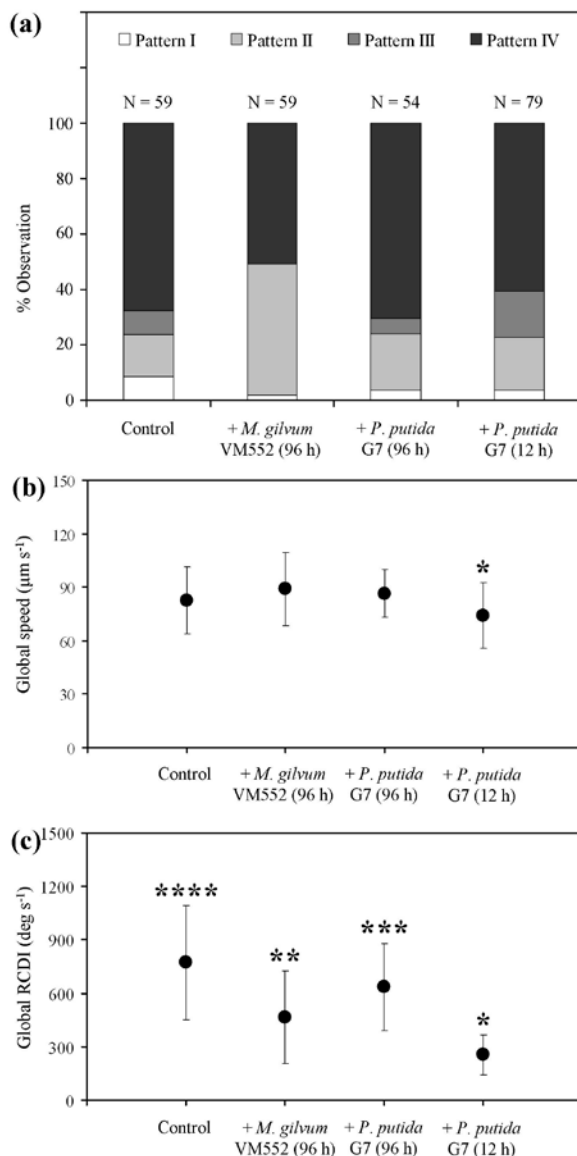 (a)
Pattern I Pattern II Pattern III Pattern IV
N = 59 N = 59 N = 54 N = 79
100
80
60
40
20
0
% Observation
Control + M. gilvum VM552 (96 h) + P. putida G7 (96 h) + P. putida G7 (12 h)
(b)
150
120
90
60
30
0
Global speed (µm s-1)
*
Control + M. gilvum VM552 (96 h) + P. putida G7 (96 h) + P. putida G7 (12 h)
(c)
1500
1200
900
600
300
0
Global RCDI (deg s-1)
**** ** *** *
Control + M. gilvum VM552 (96 h) + P. putida G7 (96 h) + P. putida G7 (12 h)